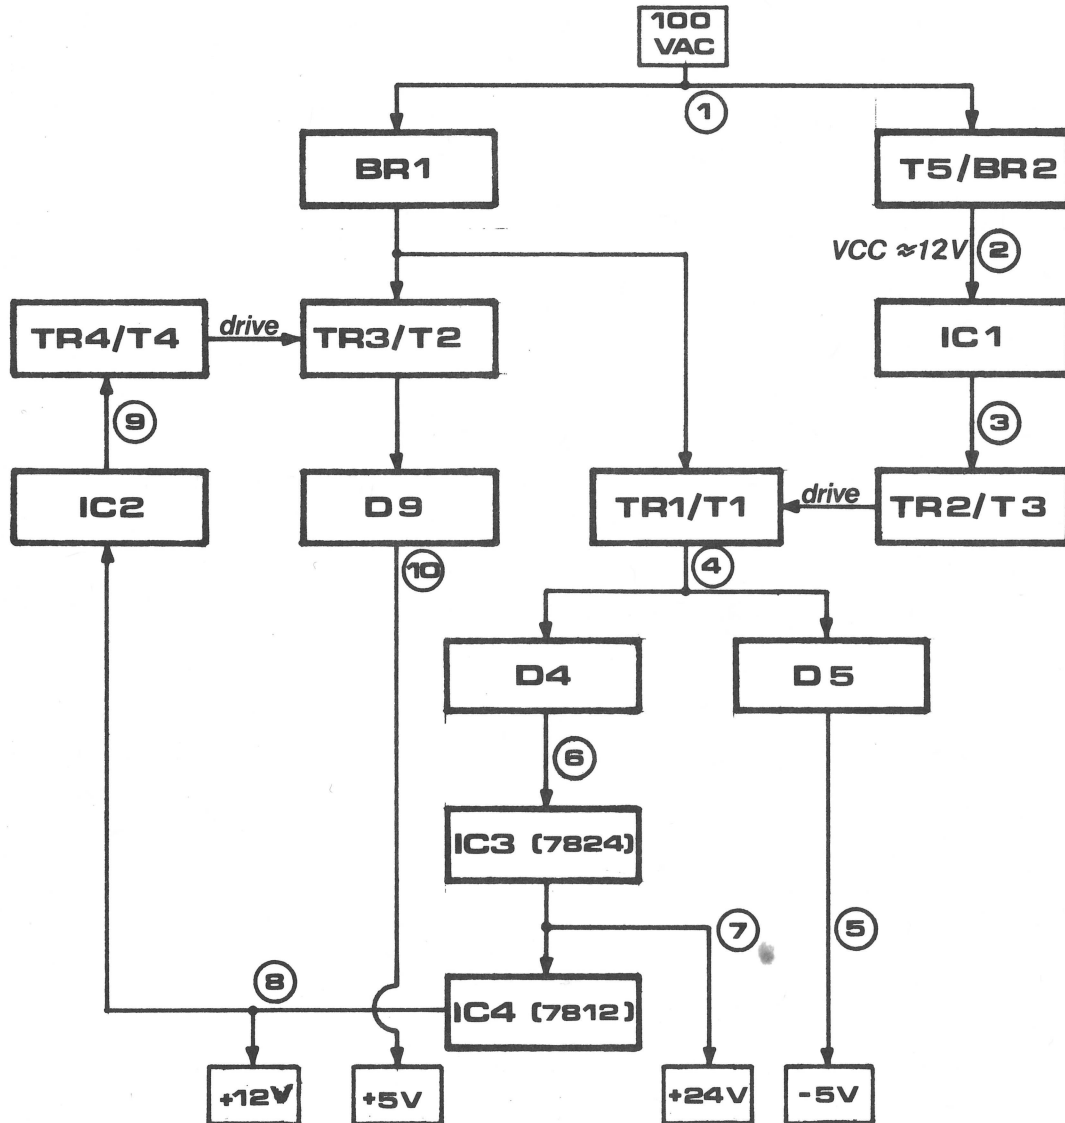 100
VAC
1
BR1
T5/BR2
VCC ≈12V
2
TR4/T4
drive
TR3/T2
IC1
9
3
IC2
D9
TR1/T1
drive
TR2/T3
10
4
D4
D5
6
IC3 (7824)
7
5
8
IC4 (7812)
+12V
+5V
+24V
-5V